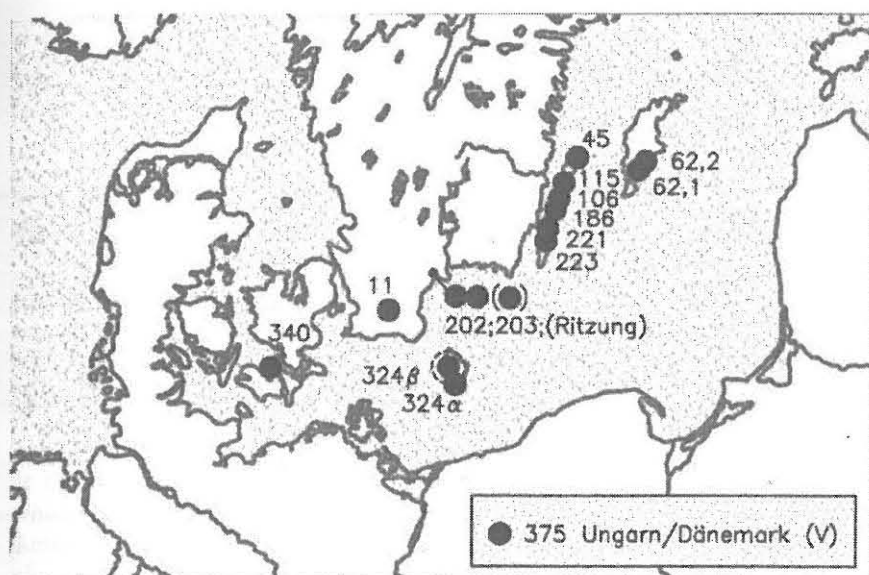 45
62,2
115
62,1
106
186
221
223
11
202;203;(Ritzung)
340
324β
324α
375 Ungarn/Dänemark (V)